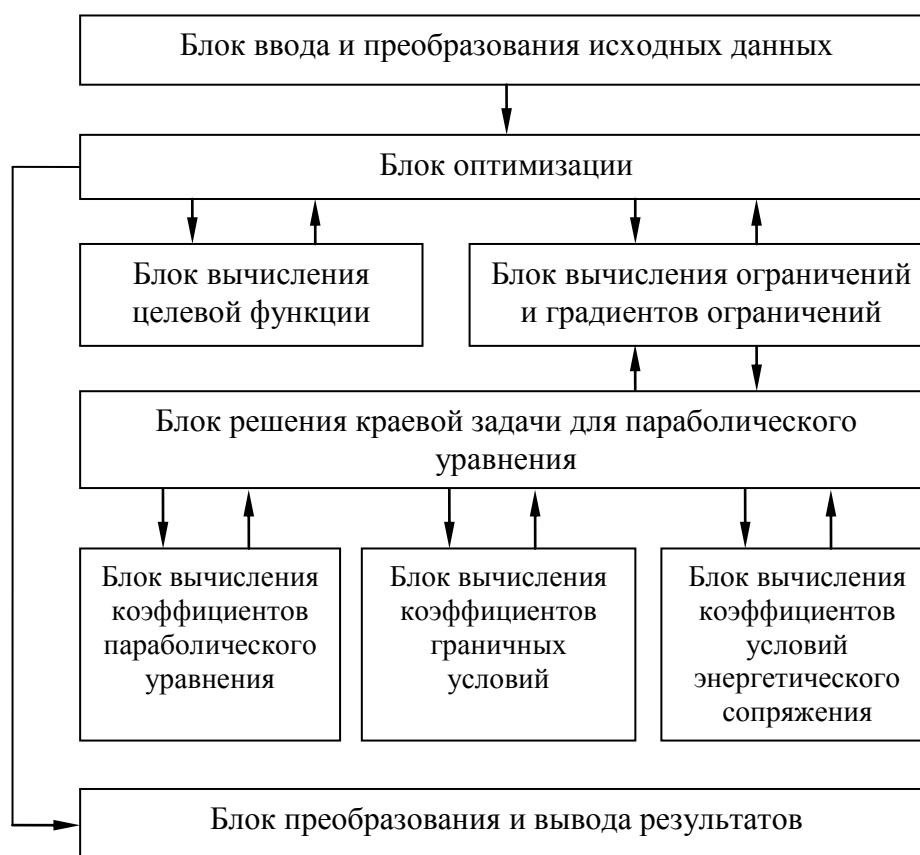 Блок ввода и преобразования исходных данных
Блок оптимизации
Блок вычисления
целевой функции
Блок вычисления ограничений
и градиентов ограничений
Блок решения краевой задачи для параболического
уравнения
Блок вычисления
коэффициентов
параболического
уравнения
Блок вычисления
коэффициентов
граничных
условий
Блок вычисления
коэффициентов
условий
энергетического
сопряжения
Блок преобразования и вывода результатов